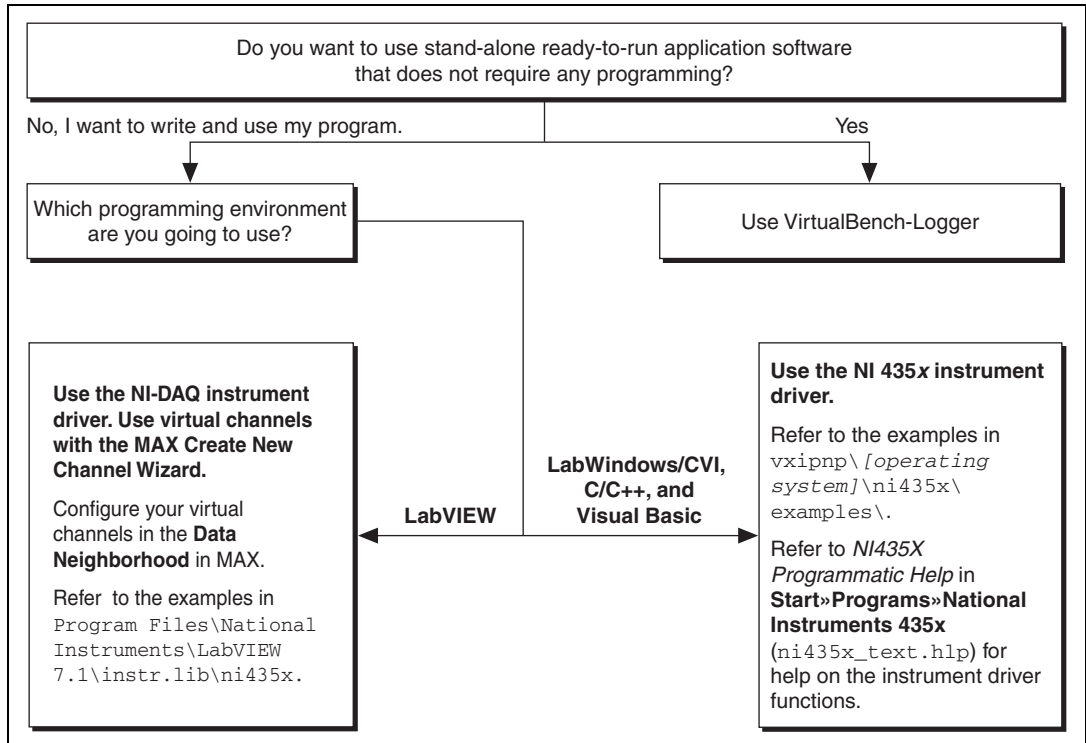 Do you want to use stand-alone ready-to-run application software
that does not require any programming?
No, I want to write and use my program.
Yes
Which programming environment
are you going to use?
Use VirtualBench-Logger
Use the NI-DAQ instrument
driver. Use virtual channels
with the MAX Create New
Channel Wizard.
Configure your virtual
channels in the Data
Neighborhood in MAX.
Refer to the examples in
Program Files\National
Instruments\LabVIEW
7.1\instr.lib\ni435x.
LabVIEW
LabWindows/CVI,
C/C++, and
Visual Basic
Use the NI 435x instrument
driver.
Refer to the examples in
vxipnp\[operating
system]\ni435x\
examples\.
Refer to NI435X
Programmatic Help in
Start»Programs»National
Instruments 435x
(ni435x_text.hlp) for
help on the instrument driver
functions.